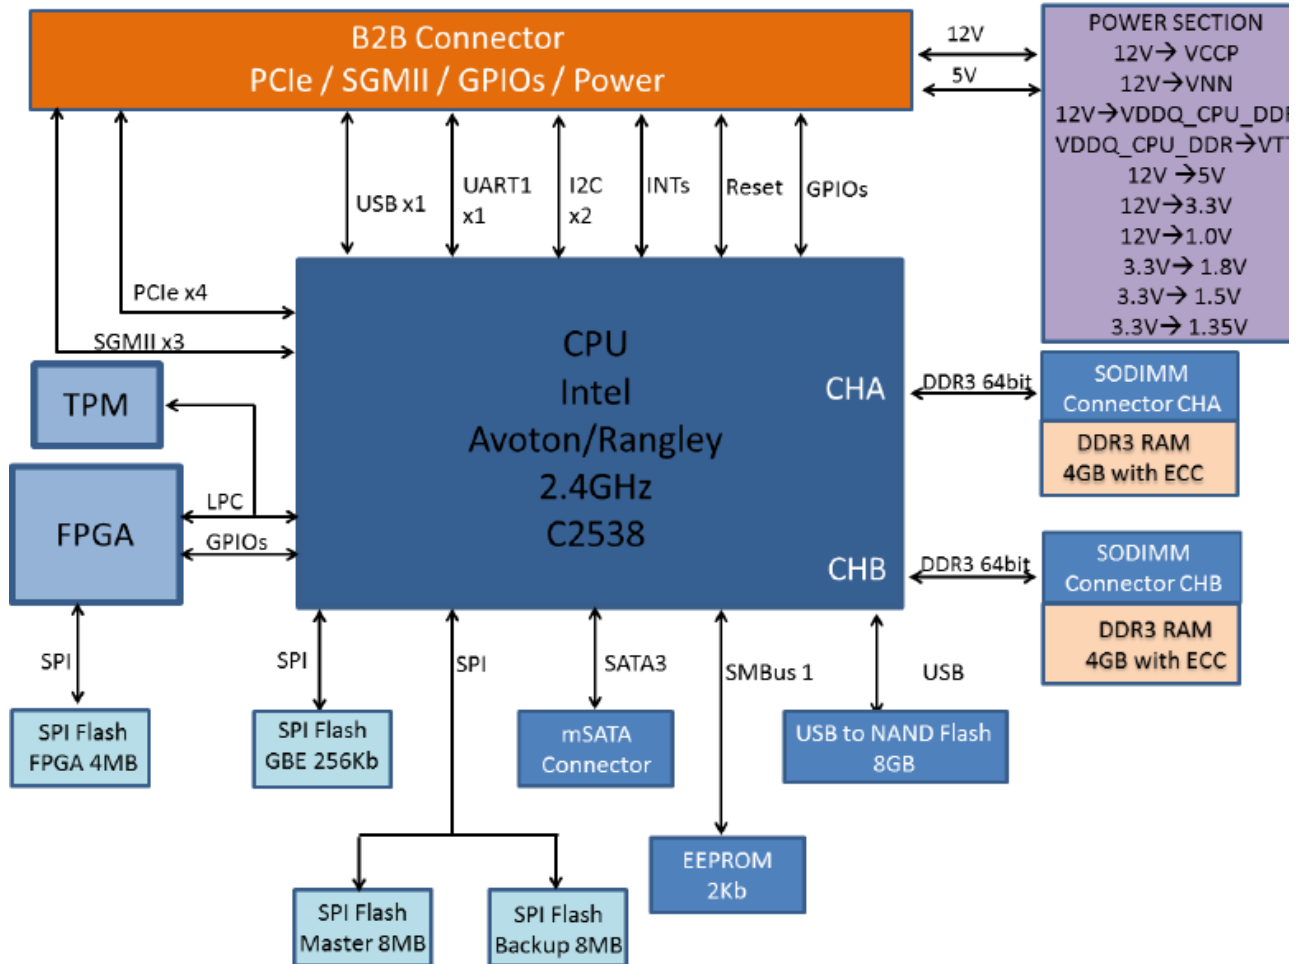 B2B Connector
PCIe / SGMII / GPIOs / Power
12V
5V
POWER SECTION
12V→ VCCP
12V→VNN
12V→VDDQ_CPU_DDR
VDDQ_CPU_DDR→VTT
12V →5V
12V→3.3V
12V→1.0V
3.3V→ 1.8V
3.3V→ 1.5V
3.3V→ 1.35V
USB x1
UART1
x1
I2C
x2
INTs
Reset
GPIOs
PCIe x4
SGMII x3
CPU
Intel
Avoton/Rangley
2.4GHz
C2538
CHA
CHB
TPM
FPGA
LPC
GPIOs
DDR3 64bit
SODIMM
Connector CHA
DDR3 RAM
4GB with ECC
DDR3 64bit
SODIMM
Connector CHB
DDR3 RAM
4GB with ECC
SPI
SPI
SPI
SATA3
SMBus 1
USB
SPI Flash
FPGA 4MB
SPI Flash
GBE 256Kb
mSATA
Connector
USB to NAND Flash
8GB
EEPROM
2Kb
SPI Flash
Master 8MB
SPI Flash
Backup 8MB